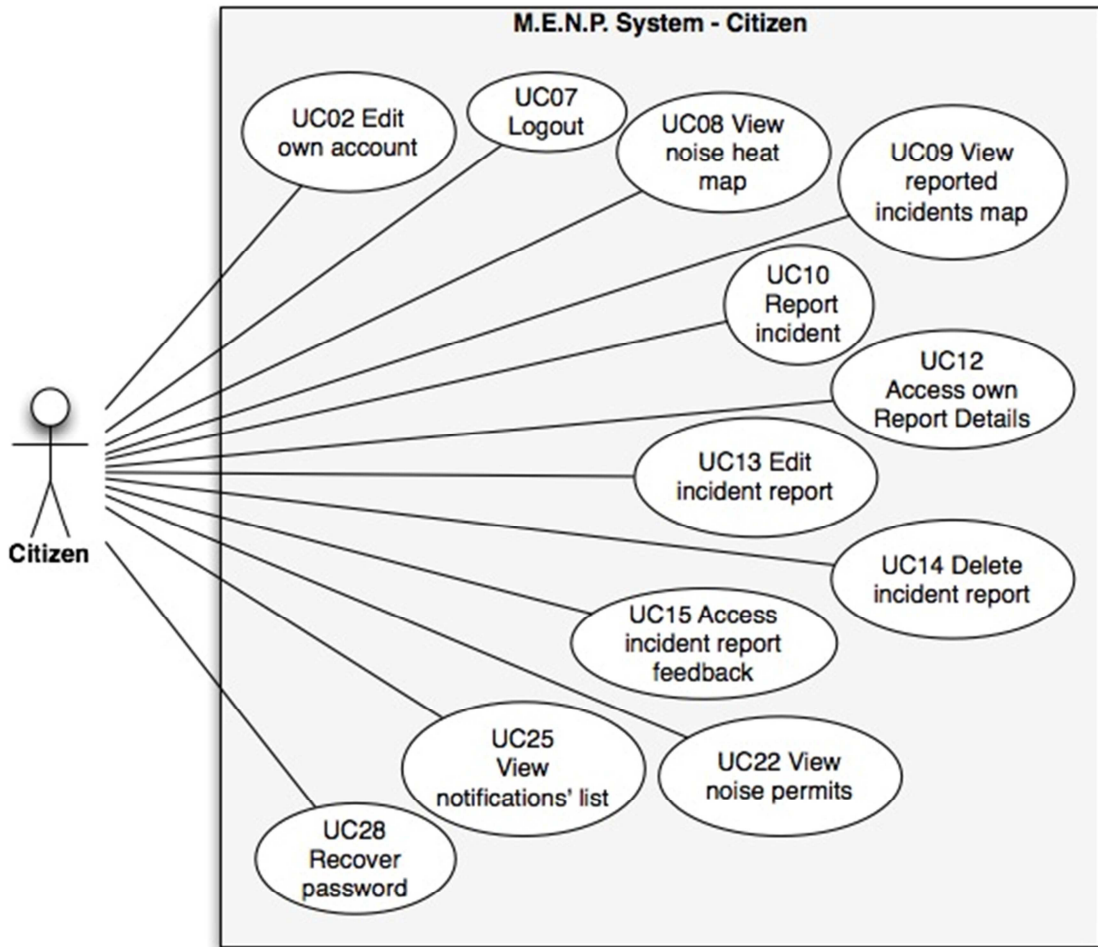 M.E.N.P. System - Citizen
UC02 Edit
own account
UC07
Logout
UC08 View
noise heat
map
UC09 View
reported
incidents map
UC10
Report
incident
UC12
Access own
Report Details
UC13 Edit
incident report
UC14 Delete
incident report
UC15 Access
incident report
feedback
UC25
View
notifications' list
UC22 View
noise permits
UC28
Recover
password
Citizen